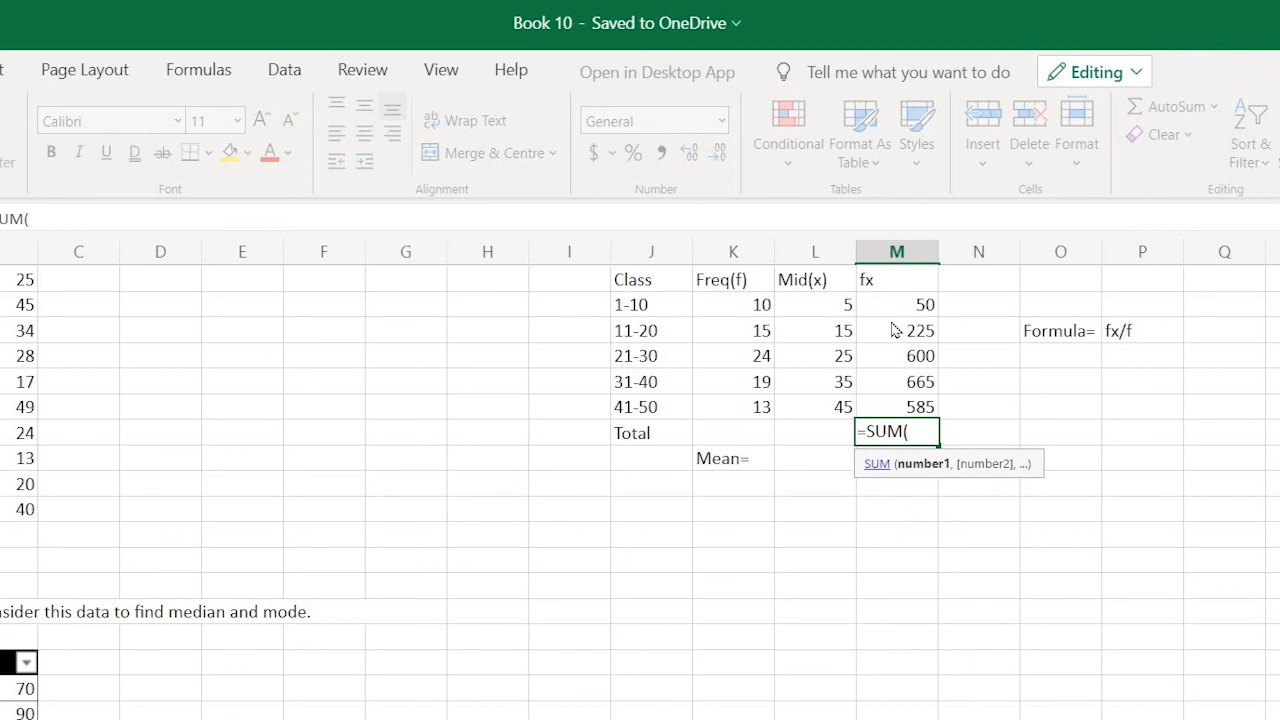 Book 10 - Saved to OneDrive
Page Layout Formulas Data Review View Help Open in Desktop App Tell me what you want to do Editing
Calibri 11 Wrap Text General Conditional Format As Table Styles Insert Delete Format AutoSum Sort & Filter
B I U D ab A Merge & Centre $ % Clear
Font Alignment Number Tables Cells Editing
UM(
C D E F G H I J K L M N O P Q
25 Class Freq(f) Mid(x) fx
45 1-10 10 5 50
34 11-20 15 15 225 Formula= fx/f
28 21-30 24 25 600
17 31-40 19 35 665
49 41-50 13 45 585
24 Total =SUM(
13 Mean= SUM (number1, [number2], ...)
20
40
sider this data to find median and mode.
70
90